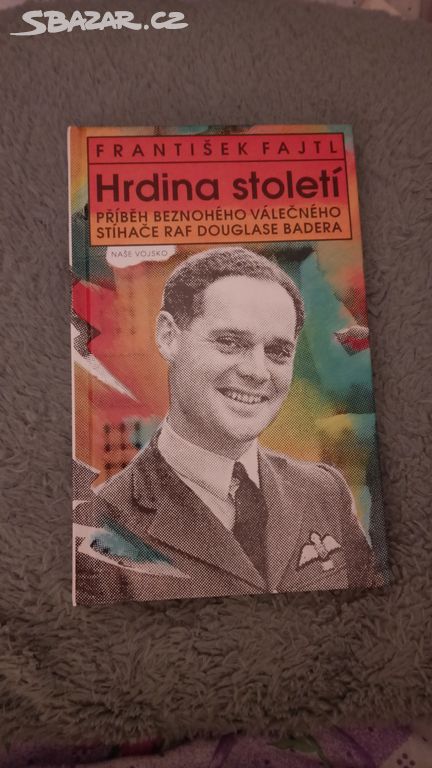 SBAZAR.CZ
FRANTIŠEK FAJTL
Hrdina století
PŘÍBĚH BEZNOHÉHO VÁLEČNÉHO
STÍHAČE RAF DOUGLASE BADERA
NAŠE VOJSKO